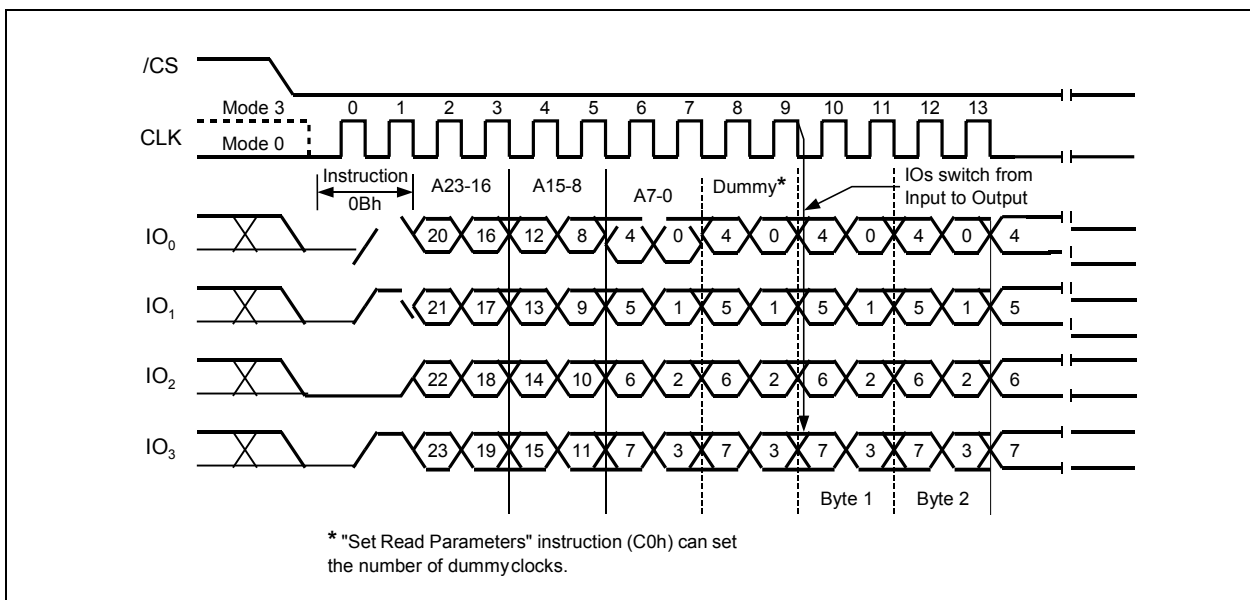 /CS
Mode 3 0 1 2 3 4 5 6 7 8 9 10 11 12 13
CLK Mode 0
Instruction A23-16 A15-8 A7-0 Dummy* IOs switch from
0Bh Input to Output
IO0 20 16 12 8 4 0 4 0 4 0 4 0 4
IO1 21 17 13 9 5 1 5 1 5 1 5 1 5
IO2 22 18 14 10 6 2 6 2 6 2 6 2 6
IO3 23 19 15 11 7 3 7 3 7 3 7 3 7
Byte 1 Byte 2
* "Set Read Parameters" instruction (C0h) can set
the number of dummyclocks.